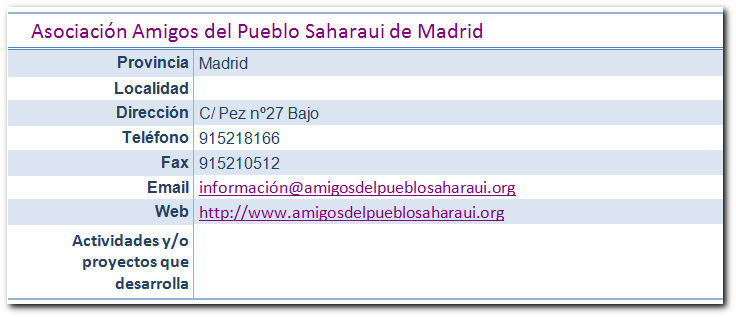 Asociación Amigos del Pueblo Saharaui de Madrid
Provincia Madrid
Localidad
Dirección C/ Pez nº27 Bajo
Teléfono 915218166
Fax 915210512
Email información@amigosdelpueblosaharaui.org
Web http://www.amigosdelpueblosaharaui.org
Actividades y/o
proyectos que
desarrolla